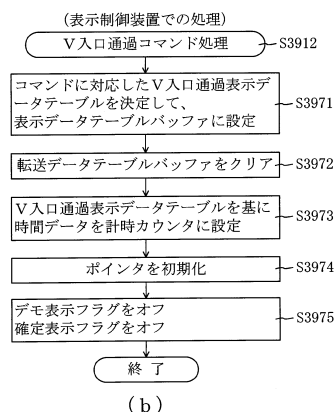 (表示制御装置での処理)
V入口通過コマンド処理
S3912
コマンドに対応したV入口通過表示デ
ータテーブルを決定して、
表示データテーブルバッファに設定
S3971
転送データテーブルバッファをクリア
S3972
V入口通過表示データテーブルを基に
時間データを計時カウンタに設定
S3973
ポインタを初期化
S3974
デモ表示フラグをオフ
確定表示フラグをオフ
S3975
終了
(b)